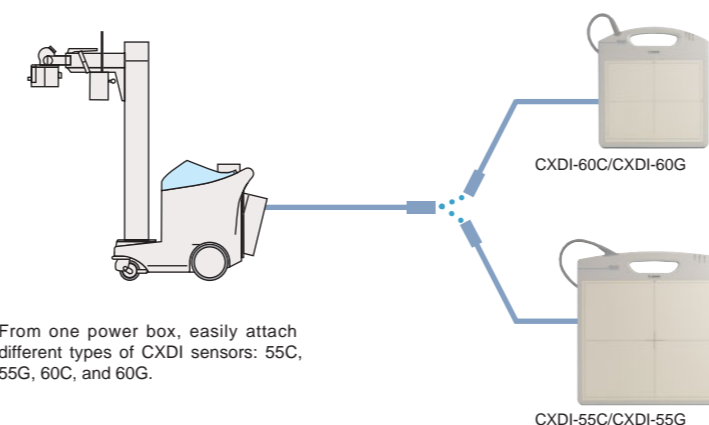 CXDI-60C/CXDI-60G
From one power box, easily attach
different types of CXDI sensors: 55C,
55G, 60C, and 60G.
CXDI-55C/CXDI-55G